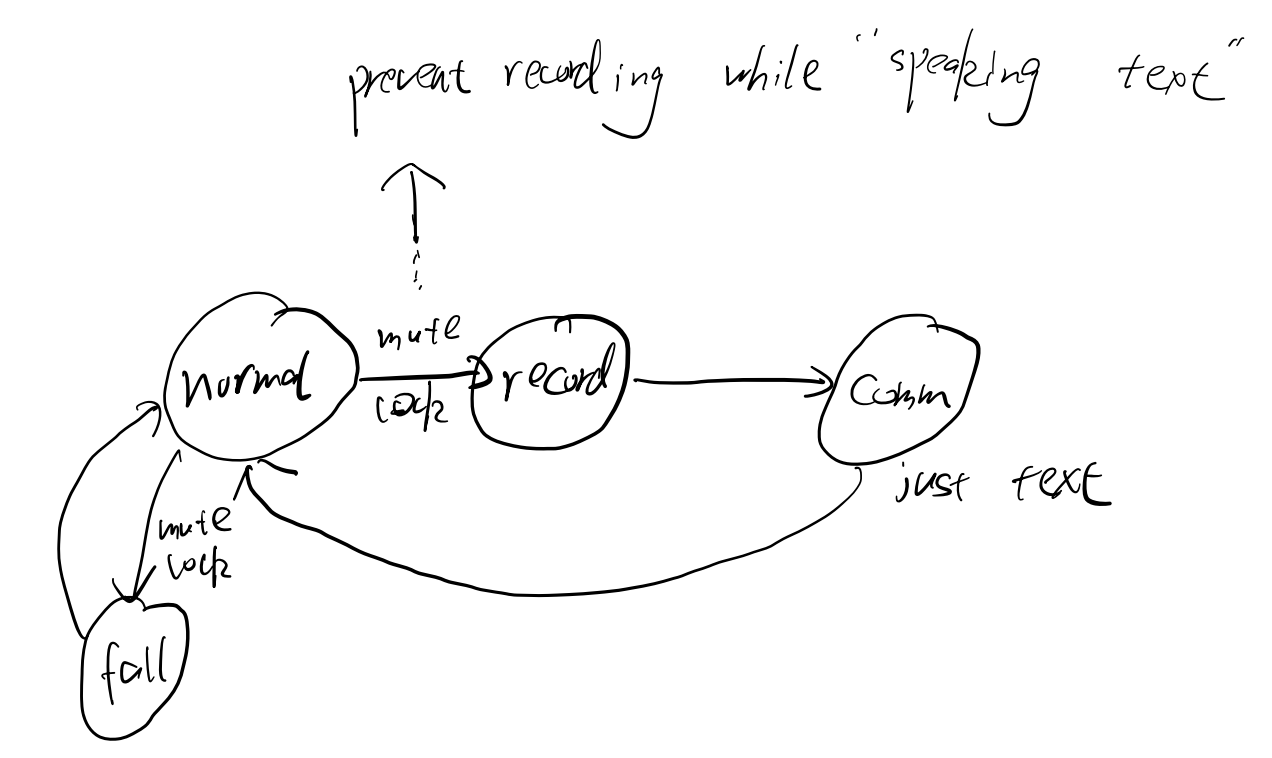 prevent recording while "speaking text"
mute
normal
lock
record
comm
just text
mute
lock
fall